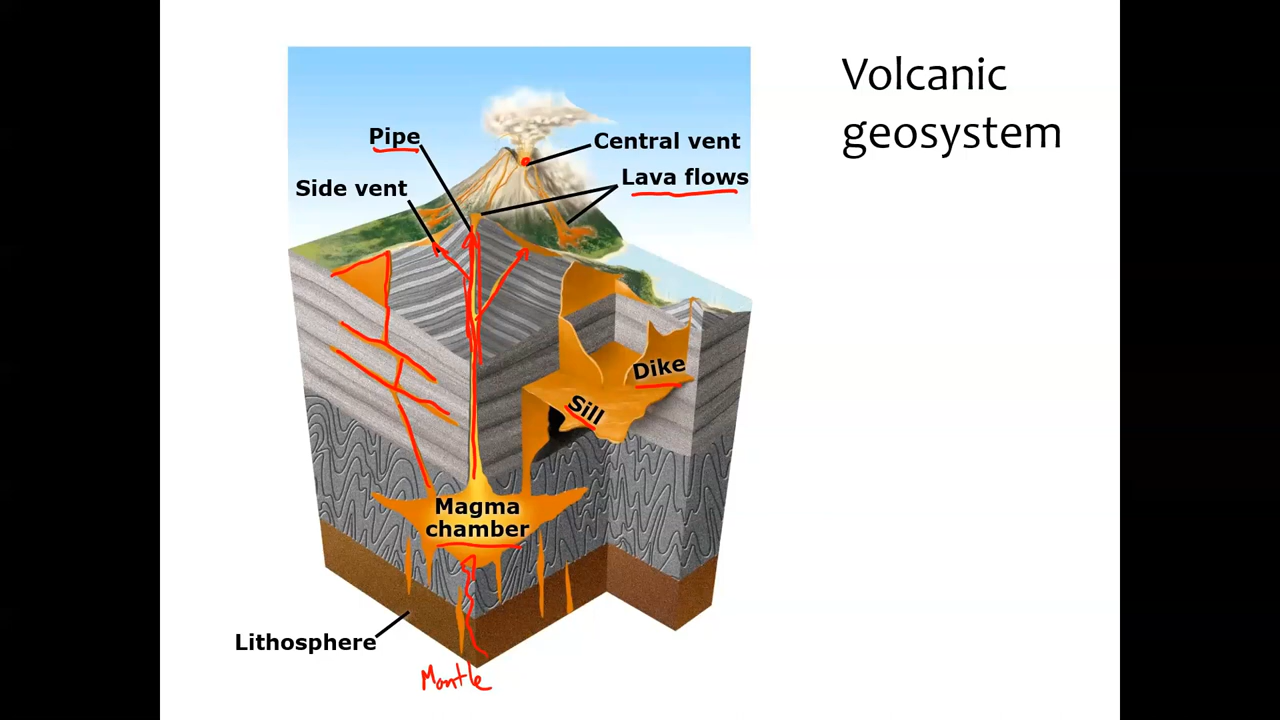 Volcanic
geosystem
Pipe
Central vent
Lava flows
Side vent
Dike
Sill
Magma
chamber
Lithosphere
Mantle